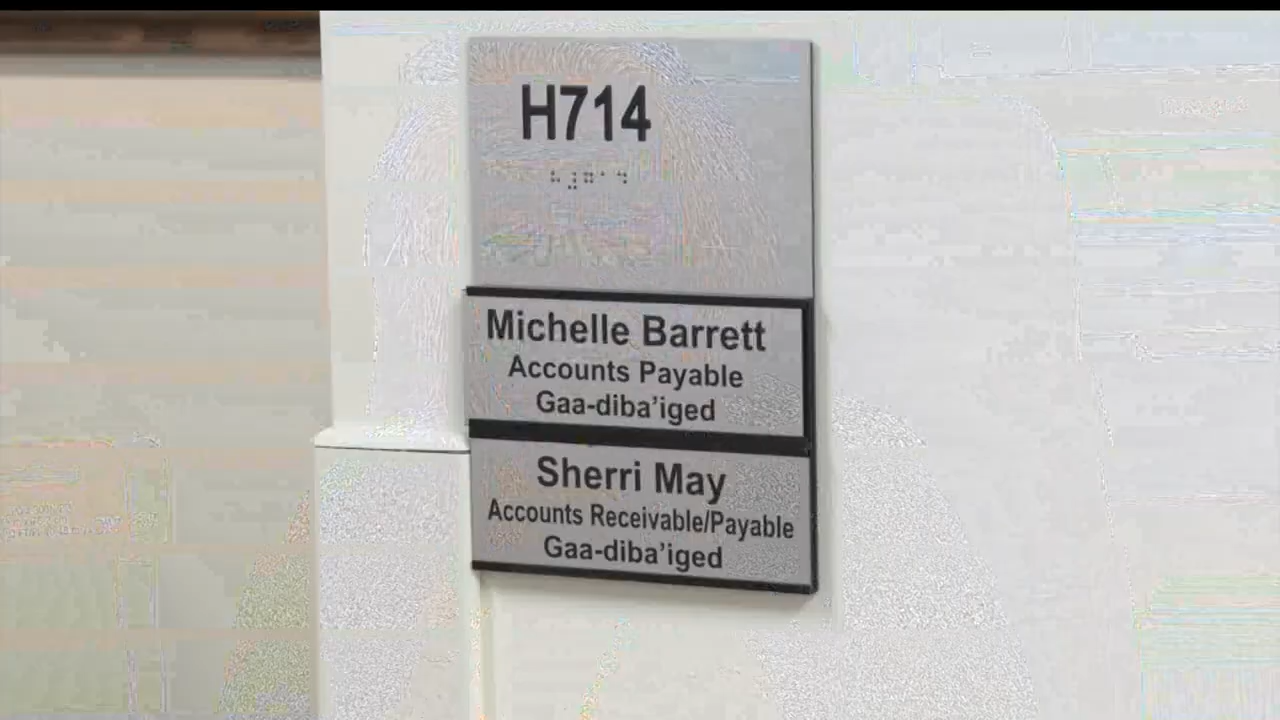 H714
⠓⠼⠛⠁⠙
Michelle Barrett
Accounts Payable
Gaa-diba’iged
Sherri May
Accounts Receivable/Payable
Gaa-diba’iged